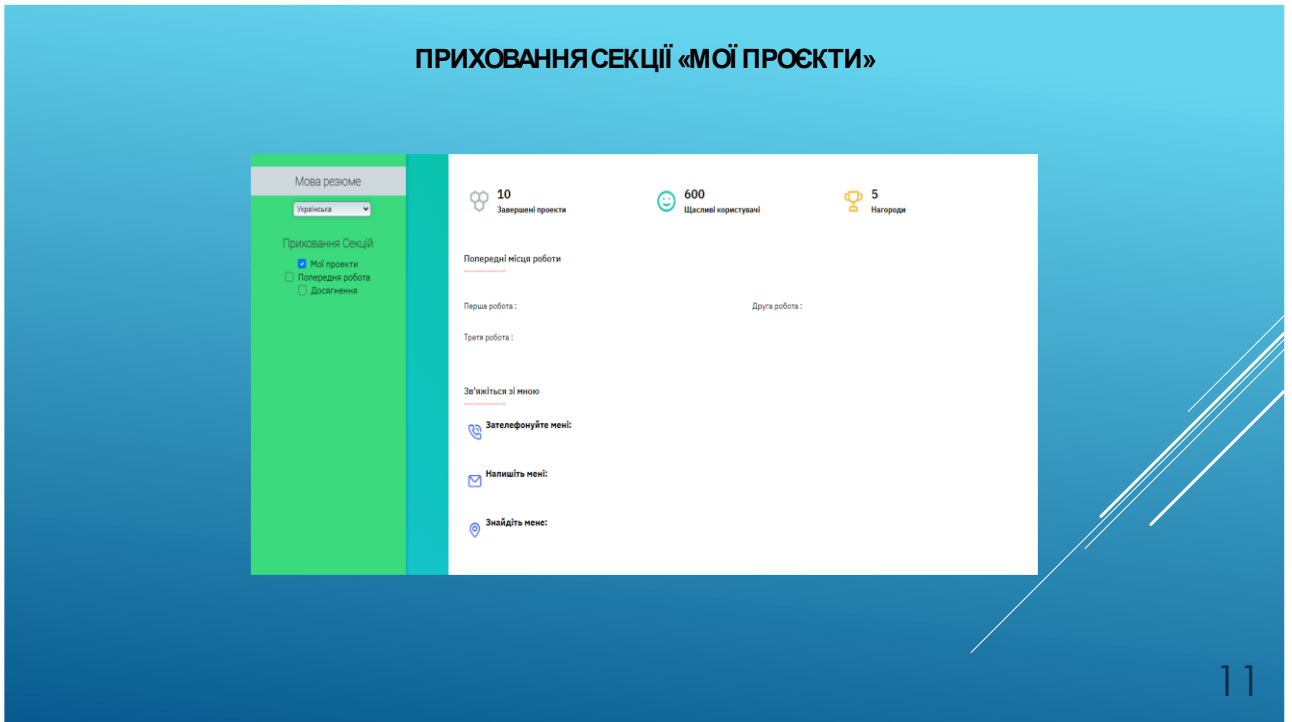 ПРИХОВАННЯ СЕКЦІЇ «МОЇ ПРОЄКТИ»
Мова резюме
Українська
Приховання Секцій
Мої проекти
Попередня робота
Досягнення
10
Завершені проекти
600
Щасливі користувачі
5
Нагороди
Попередні місця роботи
Перша робота :
Друга робота :
Третя робота :
Зв'яжіться зі мною
Зателефонуйте мені:
Напишіть мені:
Знайдіть мене:
11